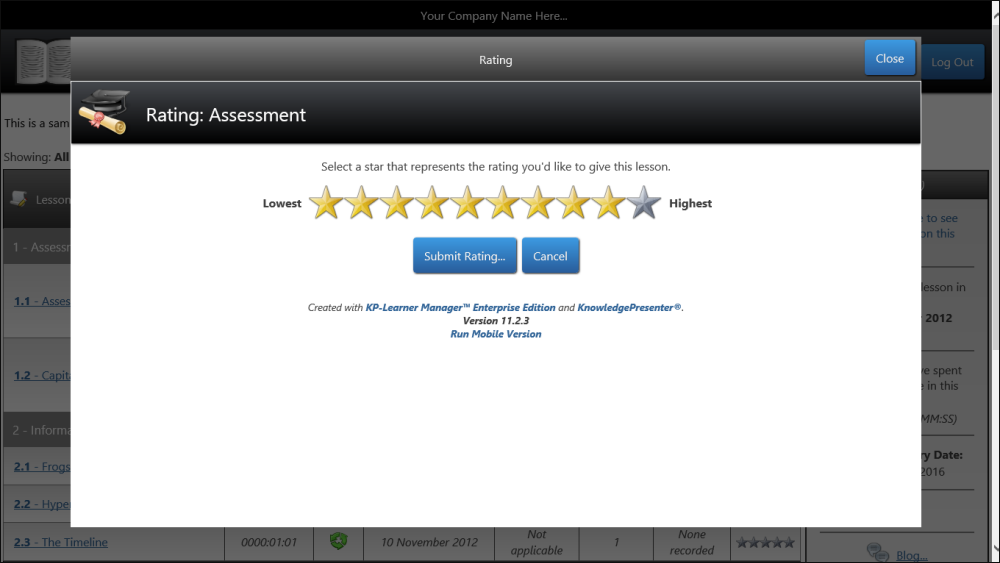 Your Company Name Here...
Rating
Close
Log Out
Rating: Assessment
This is a sam
Showing: All
Select a star that represents the rating you'd like to give this lesson.
Lowest
Highest
Submit Rating...
Cancel
Created with KP-Learner Manager™ Enterprise Edition and KnowledgePresenter®.
Version 11.2.3
Run Mobile Version
Lesson
1 - Assessm
1.1 - Asses
1.2 - Capita
2 - Informa
2.1 - Frogs
2.2 - Hyper
2.3 - The Timeline
0000:01:01
10 November 2012
Not
applicable
1
None
recorded
e to see
on this
lesson in
r 2012
ve spent
e in this
MM:SS)
ry Date:
2016
Blog...